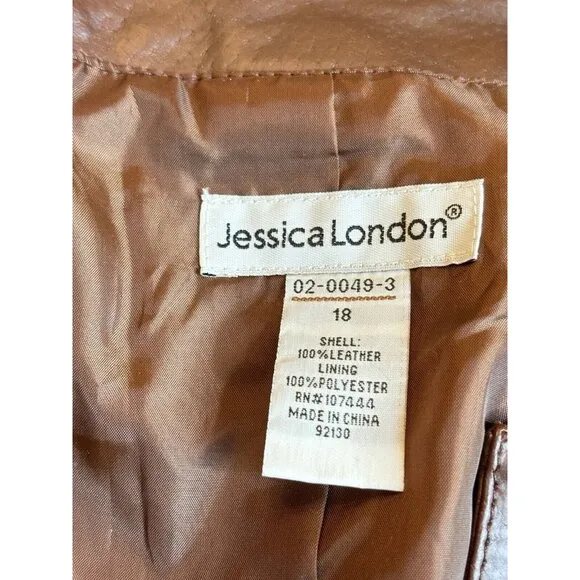 Jessica London®
02-0049-3
18
SHELL:
100%LEATHER
LINING
100%POLYESTER
RN#107444
MADE IN CHINA
92130